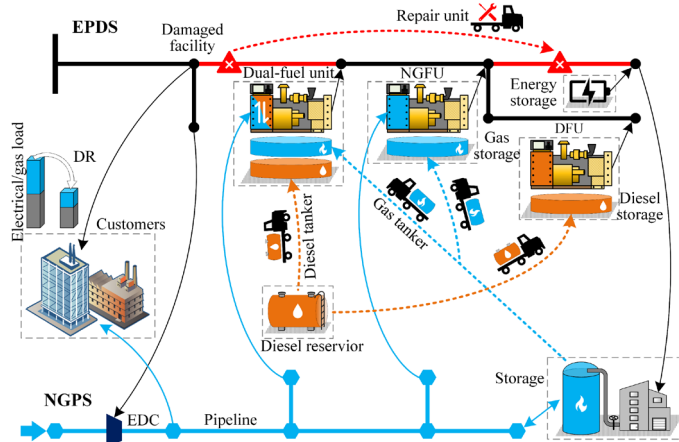 Repair unit
EPDS
Damaged
facility
Dual-fuel unit
NGFU
Energy
storage
Gas
storage
DFU
Electrical/gas load
DR
Customers
Diesel tanker
Gas tanker
Diesel
storage
Diesel reservior
Storage
NGPS
EDC
Pipeline